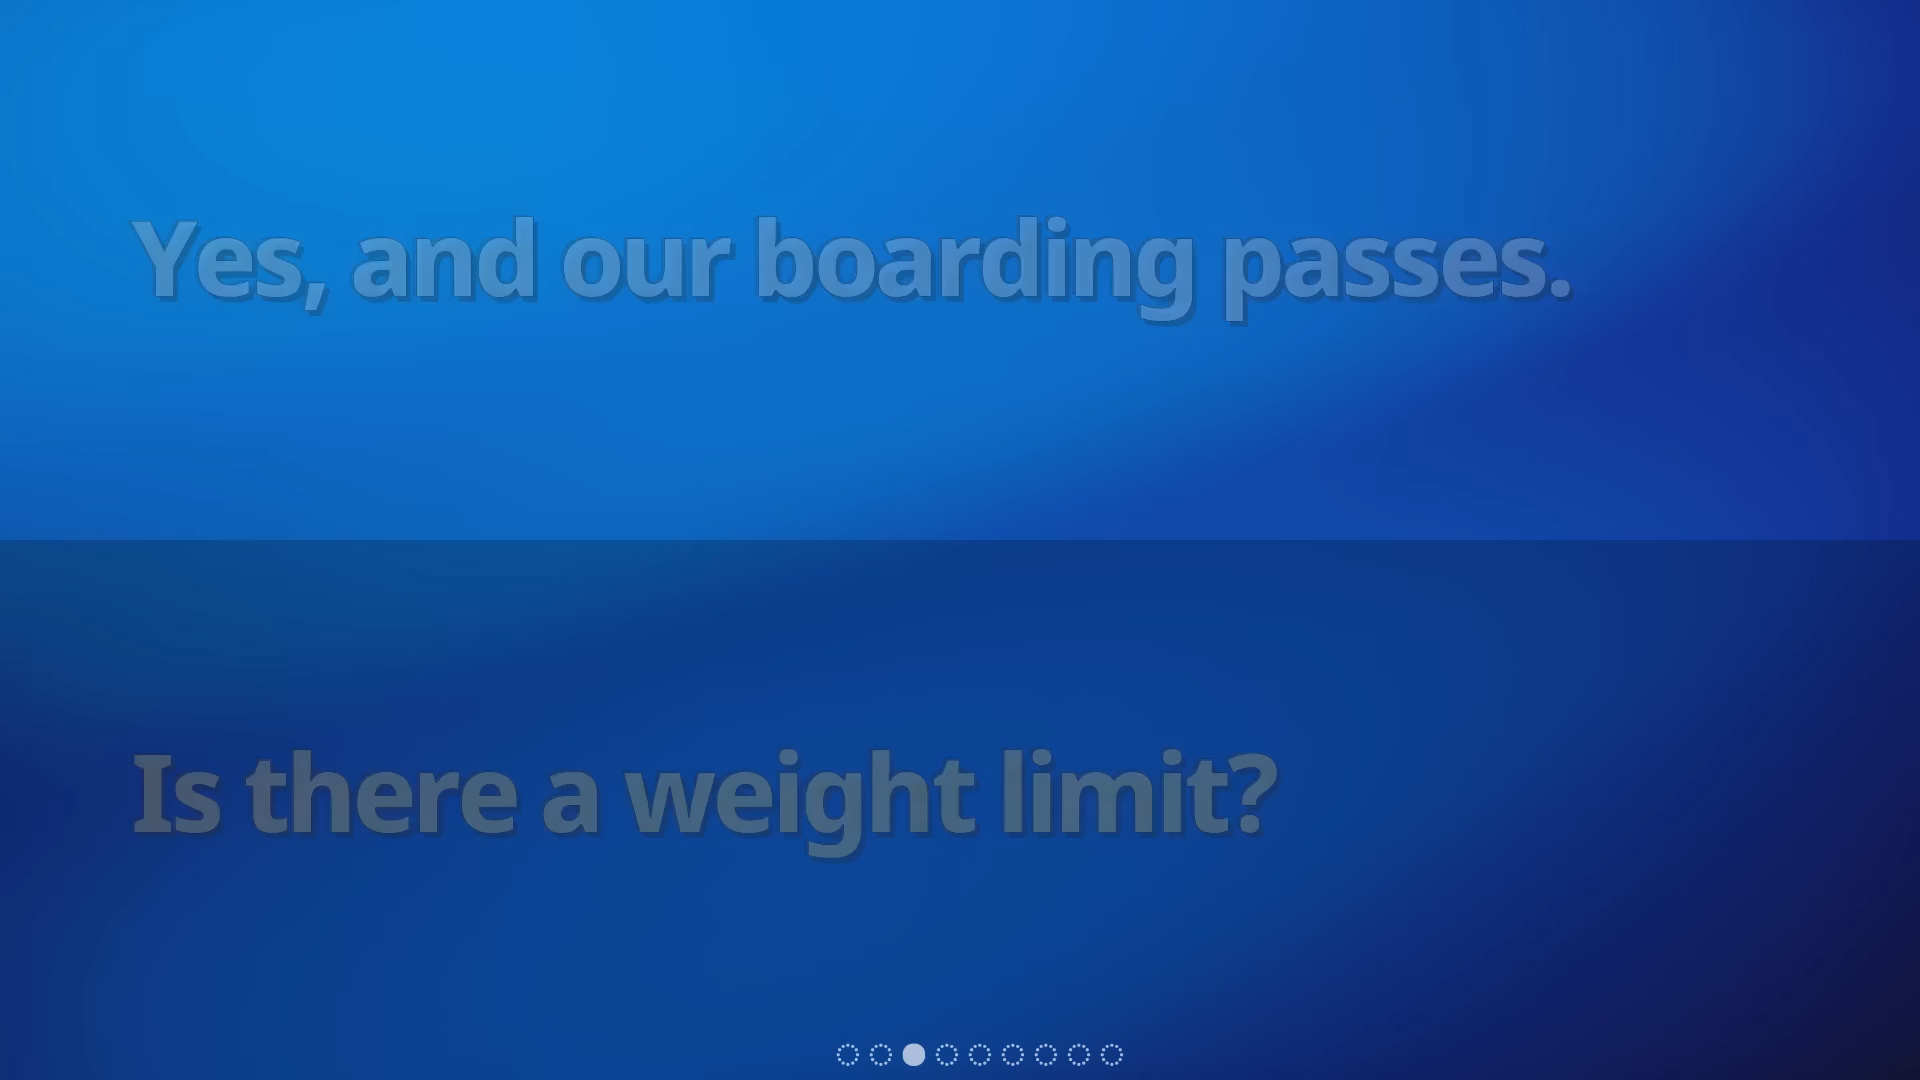 Yes, and our boarding passes.
Is there a weight limit?